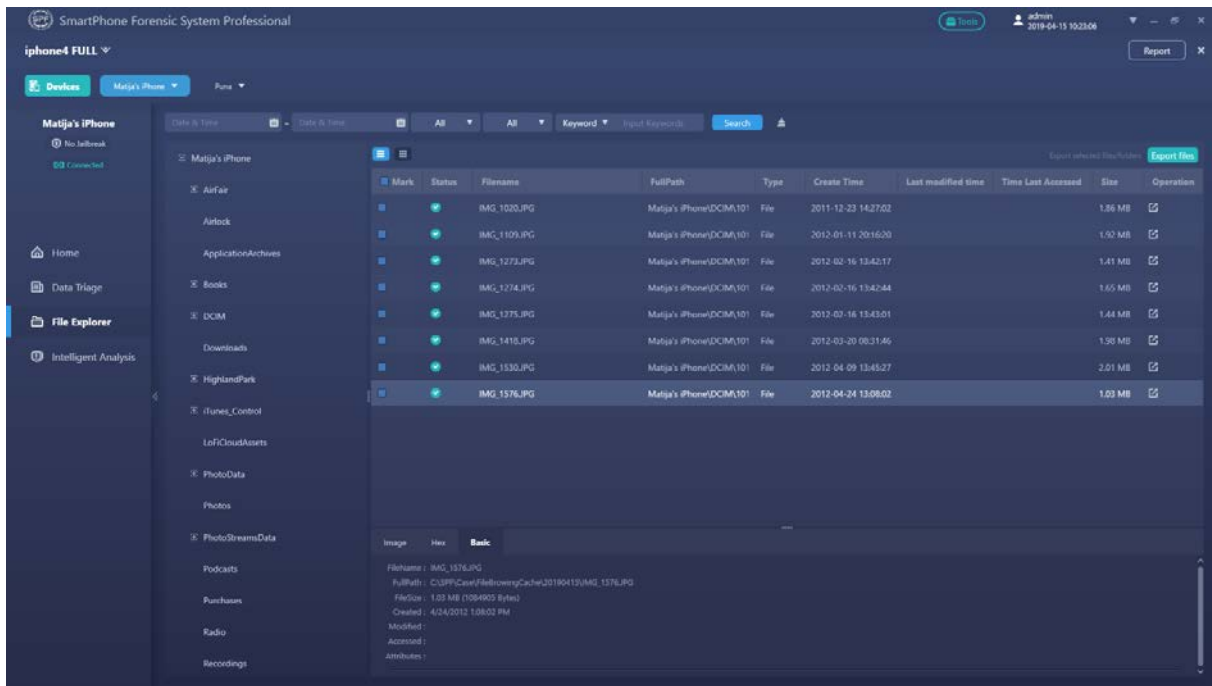 SmartPhone Forensic System Professional
Tools
admin
2019-04-15 10:23:06
iphone4 FULL
Report
Devices
Matija's iPhone
Puna
Matija's iPhone
No Jailbreak
Connected
Home
Data Triage
File Explorer
Intelligent Analysis
Date & Time - Date & Time All All Keyword Input Keywords Search
Matija's iPhone
AirFair
Airlock
ApplicationArchives
Books
DCIM
Downloads
HighlandPark
iTunes_Control
LoFiCloudAssets
PhotoData
Photos
PhotoStreamsData
Podcasts
Purchases
Radio
Recordings
Export selected files/folders Export files
Mark Status Filename FullPath Type Create Time Last modified time Time Last Accessed Size Operation
IMG_1020.JPG Matija's iPhone\DCIM\101 File 2011-12-23 14:27:02 1.86 MB
IMG_1109.JPG Matija's iPhone\DCIM\101 File 2012-01-11 20:16:20 1.92 MB
IMG_1273.JPG Matija's iPhone\DCIM\101 File 2012-02-16 13:42:17 1.41 MB
IMG_1274.JPG Matija's iPhone\DCIM\101 File 2012-02-16 13:42:44 1.65 MB
IMG_1275.JPG Matija's iPhone\DCIM\101 File 2012-02-16 13:43:01 1.44 MB
IMG_1418.JPG Matija's iPhone\DCIM\101 File 2012-03-20 08:31:46 1.98 MB
IMG_1530.JPG Matija's iPhone\DCIM\101 File 2012-04-09 13:45:27 2.01 MB
IMG_1576.JPG Matija's iPhone\DCIM\101 File 2012-04-24 13:08:02 1.03 MB
Image Hex Basic
FileName : IMG_1576.JPG
FullPath : C:\SPF\Case\FileBrowsingCache\20190415\IMG_1576.JPG
FileSize : 1.03 MB (1084905 Bytes)
Created : 4/24/2012 1:08:02 PM
Modified :
Accessed :
Attributes :